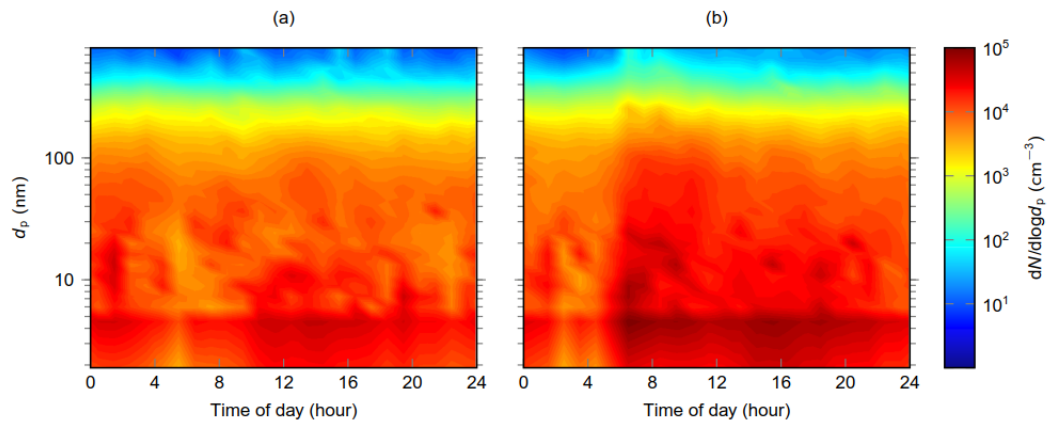 (a)
(b)
d_p (nm)
100
10
0 4 8 12 16 20 24
Time of day (hour)
0 4 8 12 16 20 24
Time of day (hour)
10^5
10^4
10^3
10^2
10^1
dN/dlogd_p (cm^−3)